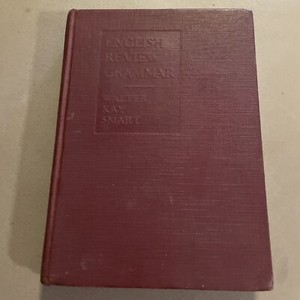 ENGLISH
REVIEW
GRAMMAR
WALTER
KAY
SMART